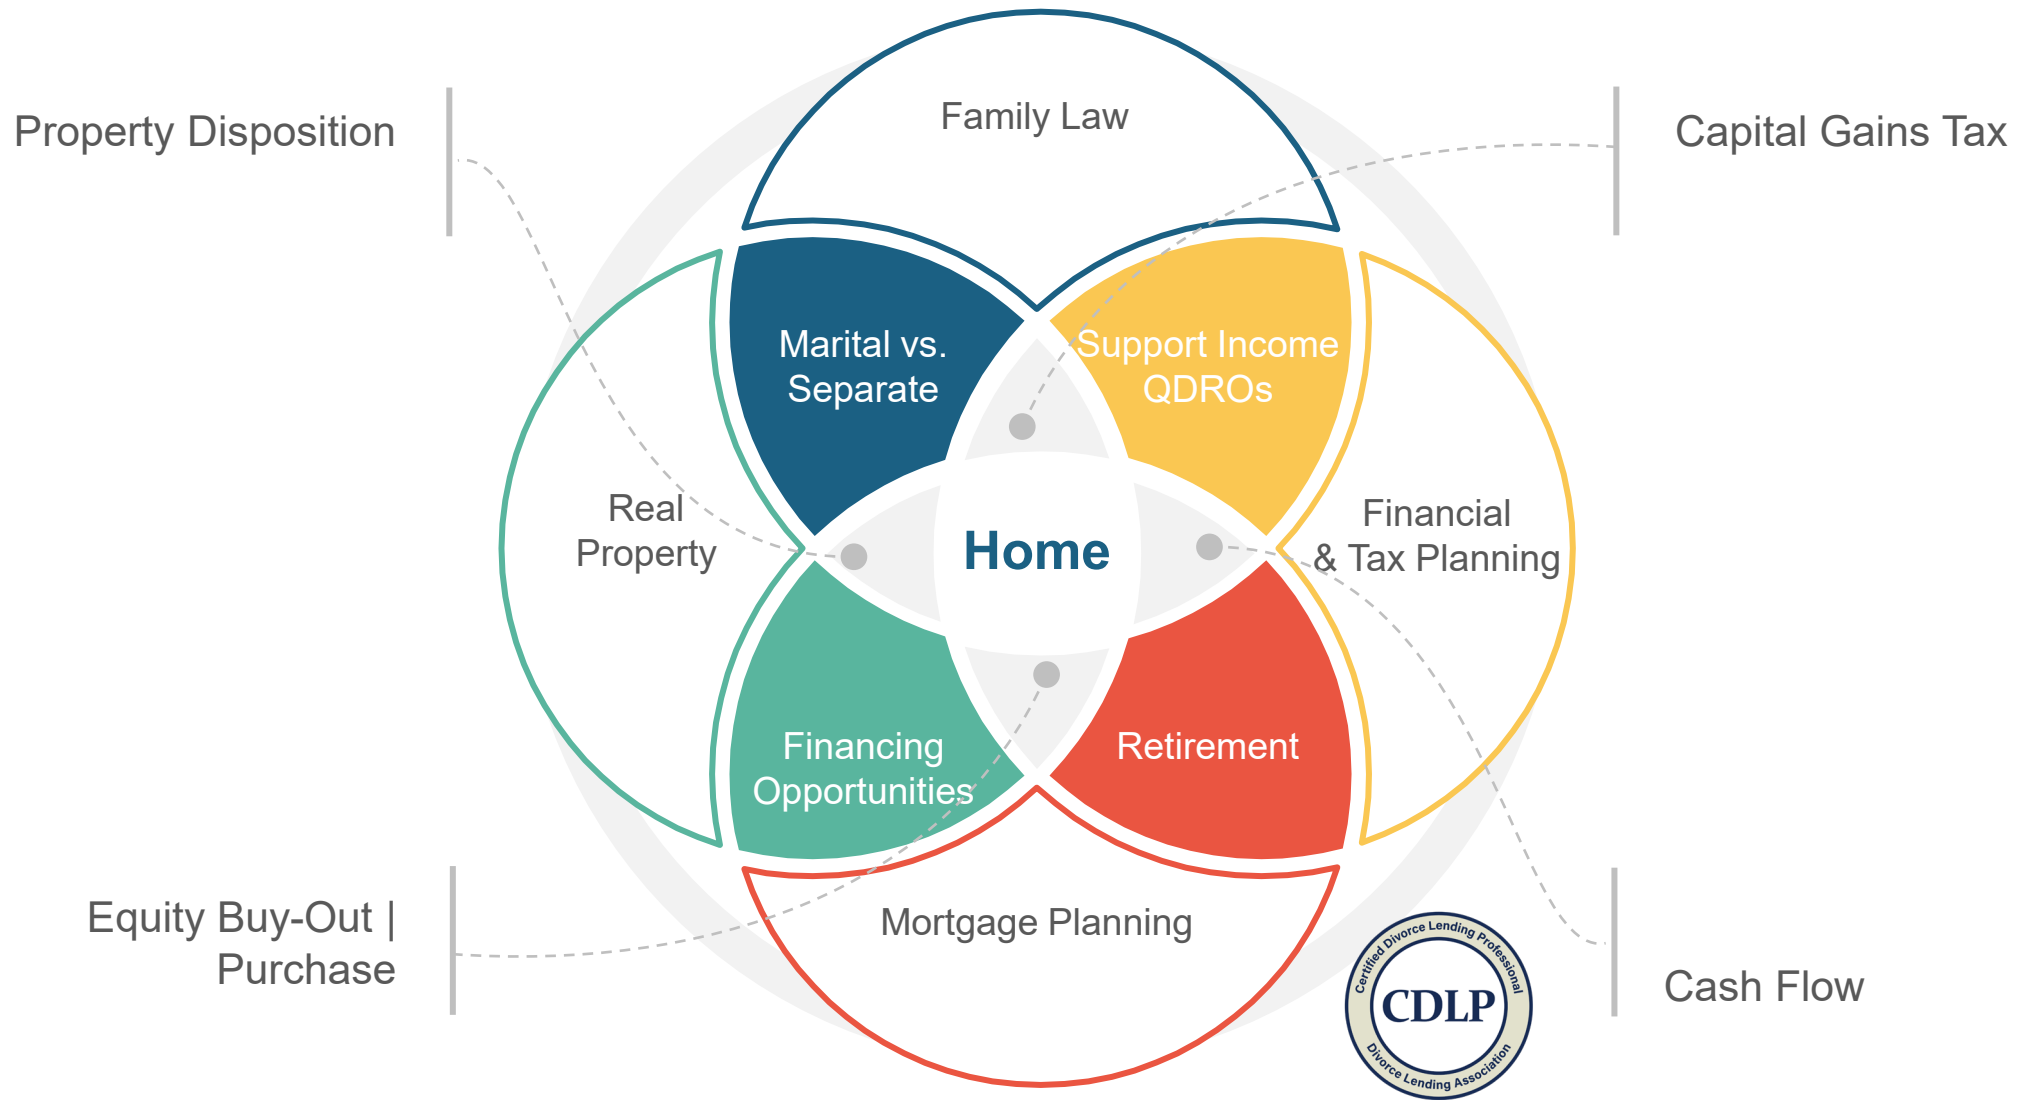 Family Law
Property Disposition
Capital Gains Tax
Marital vs.
Separate
Support Income
QDROs
Real
Property
Home
Financial
& Tax Planning
Financing
Opportunities
Retirement
Equity Buy-Out |
Purchase
Mortgage Planning
Cash Flow
Certified Divorce Lending Professional
CDLP
Divorce Lending Association